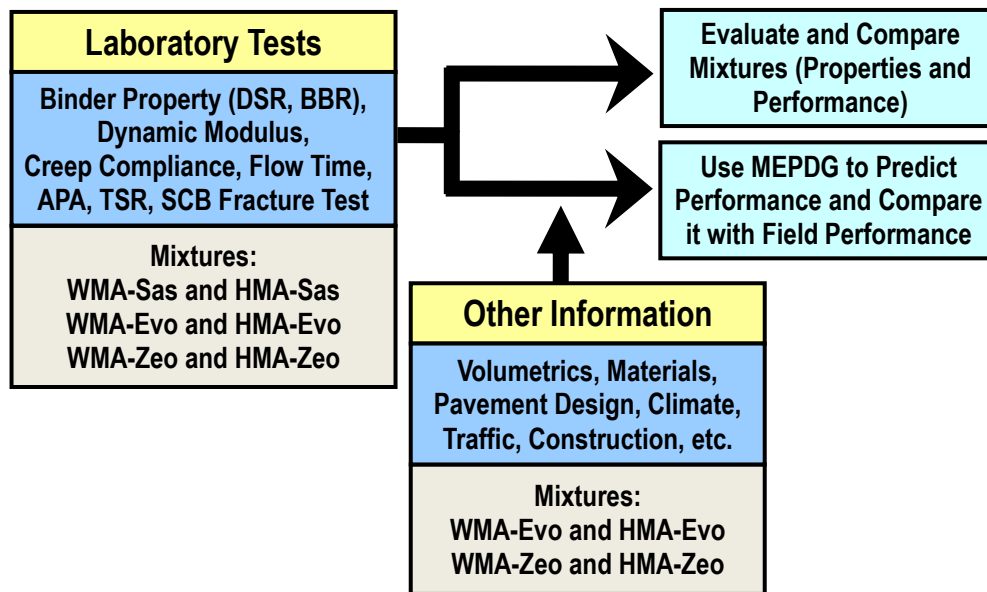 Laboratory Tests
Binder Property (DSR, BBR),
Dynamic Modulus,
Creep Compliance, Flow Time,
APA, TSR, SCB Fracture Test
Mixtures:
WMA-Sas and HMA-Sas
WMA-Evo and HMA-Evo
WMA-Zeo and HMA-Zeo
Evaluate and Compare
Mixtures (Properties and
Performance)
Use MEPDG to Predict
Performance and Compare
it with Field Performance
Other Information
Volumetrics, Materials,
Pavement Design, Climate,
Traffic, Construction, etc.
Mixtures:
WMA-Evo and HMA-Evo
WMA-Zeo and HMA-Zeo